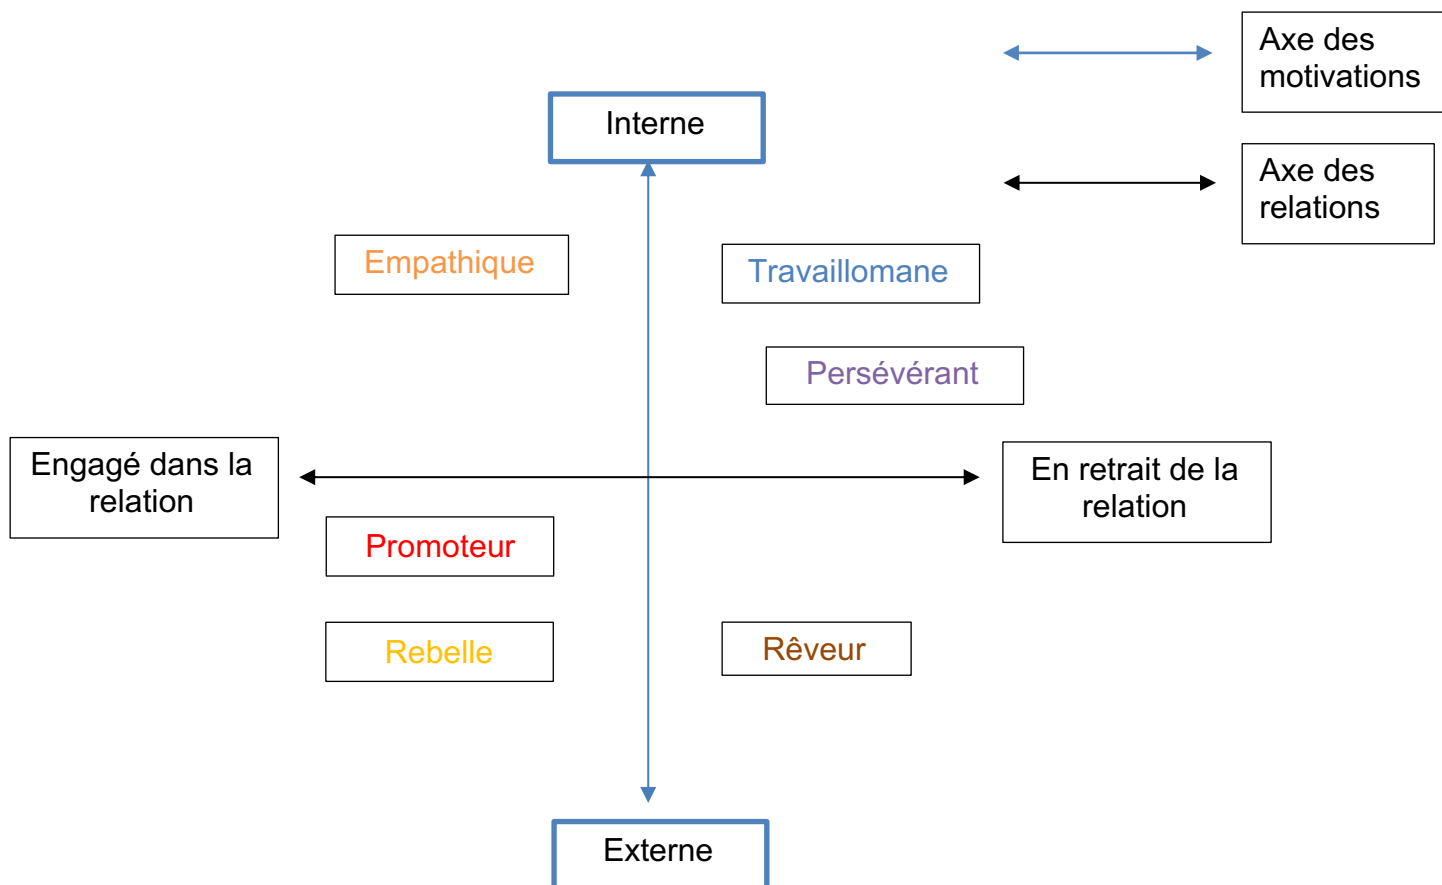 Axe des
motivations
Interne
Axe des
relations
Empathique
Travaillomane
Persévérant
Engagé dans la
relation
En retrait de la
relation
Promoteur
Rebelle
Rêveur
Externe